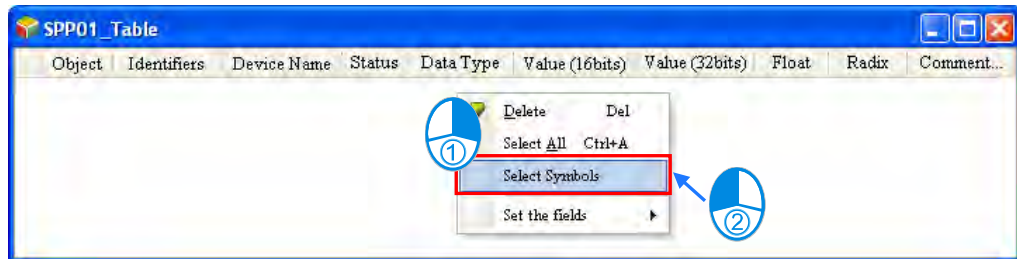 SPP01_Table
Object Identifiers Device Name Status Data Type Value (16bits) Value (32bits) Float Radix Comment...
Delete Del
Select All Ctrl+A
①
Select Symbols
Set the fields
②